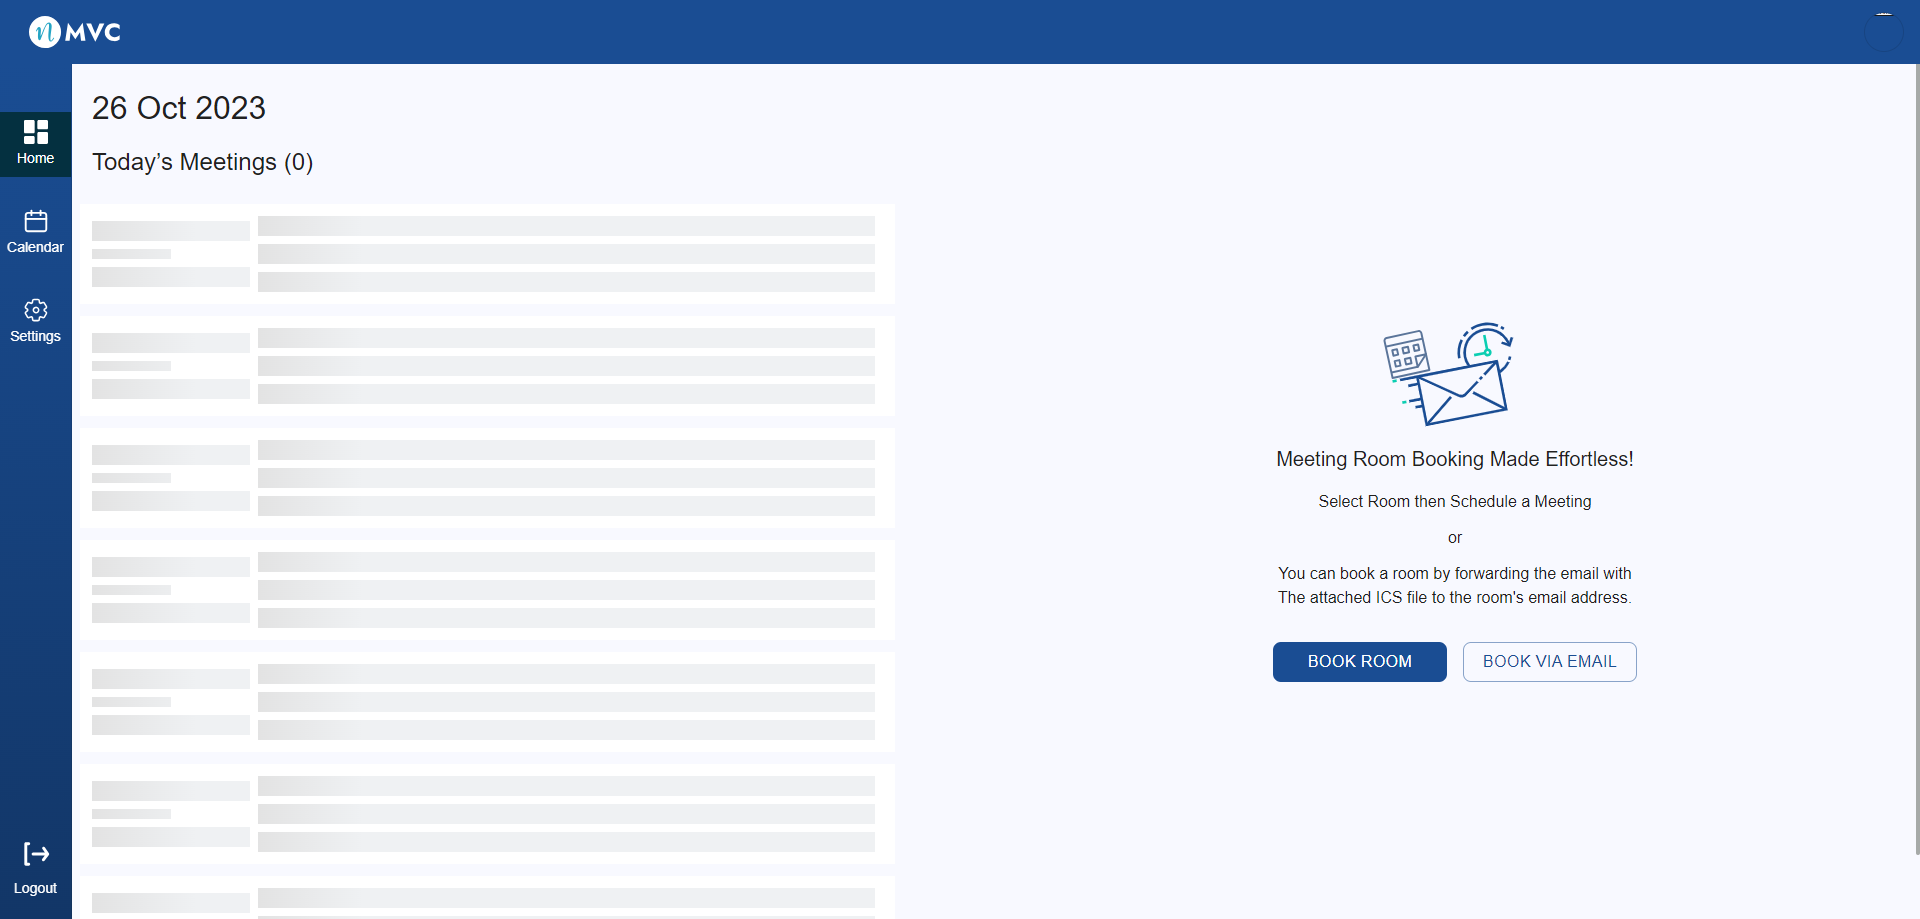 n MVC
26 Oct 2023
Today’s Meetings (0)
Home
Calendar
Settings
Logout
Meeting Room Booking Made Effortless!
Select Room then Schedule a Meeting
or
You can book a room by forwarding the email with
The attached ICS file to the room's email address.
BOOK ROOM
BOOK VIA EMAIL